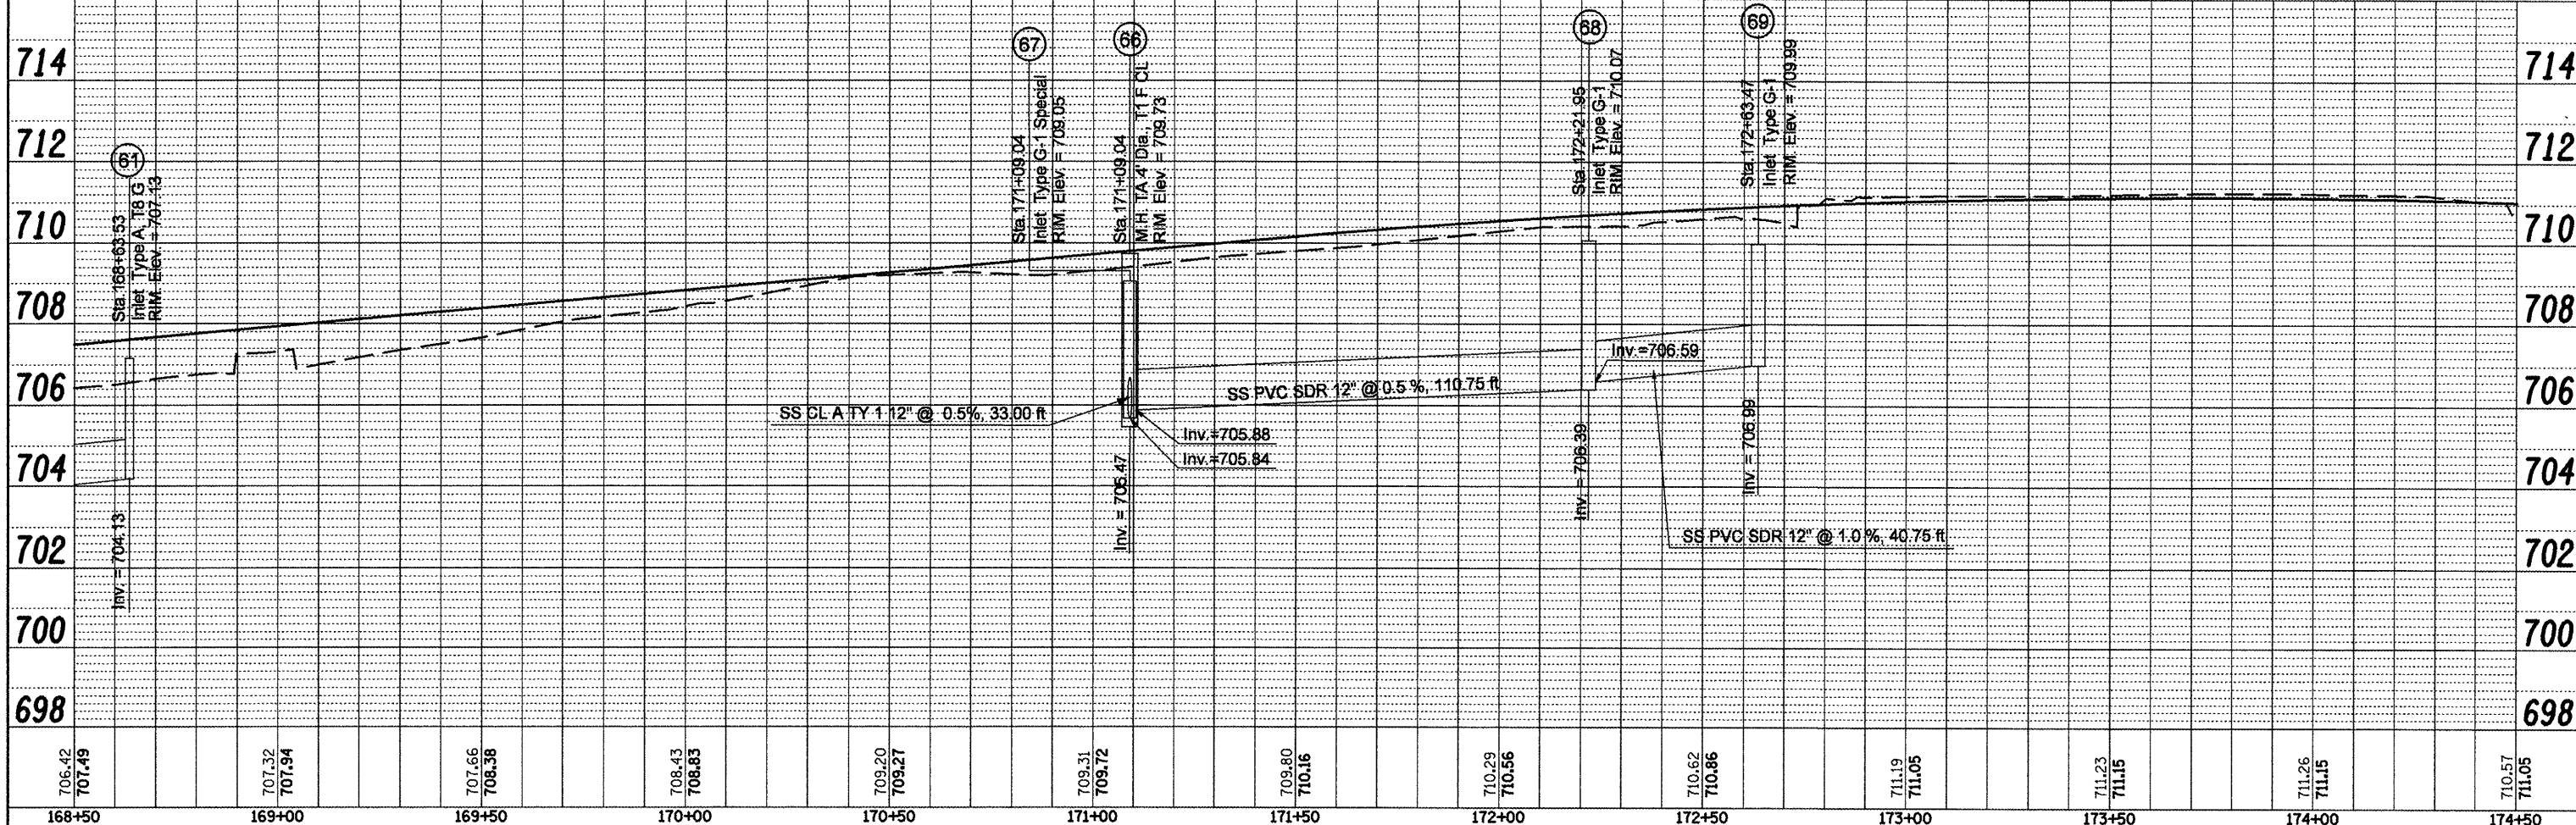 714
712
710
708
706
704
702
700
698
61
Sta.168+63.53
Inlet Type A, T8 G
RIM. Elev. = 707.13
Inv. = 704.13
67
Sta.171+09.04
Inlet Type G-1 Special
RIM. Elev. = 709.05
66
Sta.171+09.04
M.H. TA 4' Dia., T1 F CL
RIM. Elev. = 709.73
SS CL A TY 1 12" @ 0.5%, 33.00 ft
Inv.=705.88
Inv.=705.84
Inv. = 705.47
SS PVC SDR 12" @ 0.5 %, 110.75 ft
68
Sta.172+21.95
Inlet Type G-1
RIM. Elev. = 710.07
Inv.=706.59
Inv. = 706.39
69
Sta.172+63.47
Inlet Type G-1
RIM. Elev. = 709.99
Inv. = 706.99
SS PVC SDR 12" @ 1.0 %, 40.75 ft
714
712
710
708
706
704
702
700
698
706.42
707.49
707.32
707.94
707.66
708.38
708.43
708.83
709.20
709.27
709.31
709.72
709.80
710.16
710.29
710.56
710.62
710.86
711.19
711.05
711.23
711.15
711.26
711.15
710.57
711.05
168+50 169+00 169+50 170+00 170+50 171+00 171+50 172+00 172+50 173+00 173+50 174+00 174+50